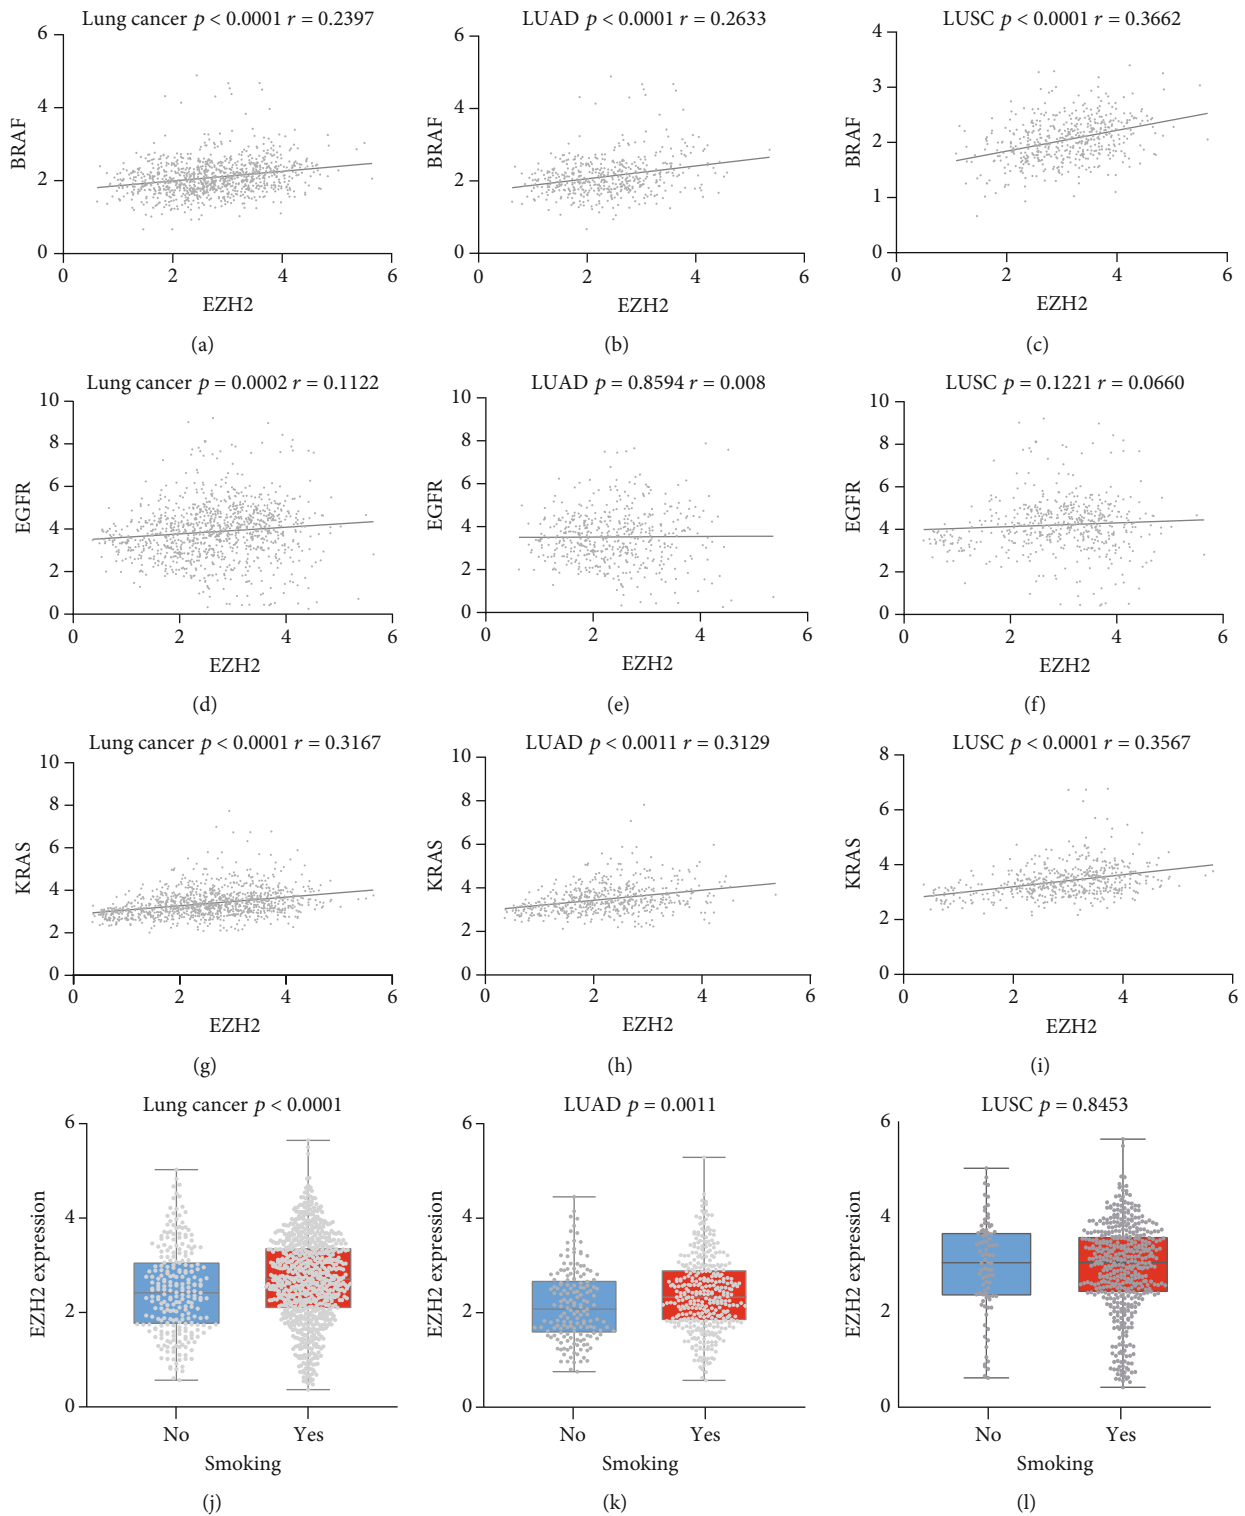 Lung cancer p < 0.0001 r = 0.2397
6
4
2
0
BRAF
0 2 4 6
EZH2
(a)
LUAD p < 0.0001 r = 0.2633
6
4
2
0
BRAF
0 2 4 6
EZH2
(b)
LUSC p < 0.0001 r = 0.3662
4
3
2
1
0
BRAF
0 2 4 6
EZH2
(c)
Lung cancer p = 0.0002 r = 0.1122
10
8
6
4
2
0
EGFR
0 2 4 6
EZH2
(d)
LUAD p = 0.8594 r = 0.008
10
8
6
4
2
0
EGFR
0 2 4 6
EZH2
(e)
LUSC p = 0.1221 r = 0.0660
10
8
6
4
2
0
EGFR
0 2 4 6
EZH2
(f)
Lung cancer p < 0.0001 r = 0.3167
10
8
6
4
2
0
KRAS
0 2 4 6
EZH2
(g)
LUAD p < 0.0011 r = 0.3129
10
8
6
4
2
0
KRAS
0 2 4 6
EZH2
(h)
LUSC p < 0.0001 r = 0.3567
8
6
4
2
0
KRAS
0 2 4 6
EZH2
(i)
Lung cancer p < 0.0001
6
4
2
0
EZH2 expression
No Yes
Smoking
(j)
LUAD p = 0.0011
6
4
2
0
EZH2 expression
No Yes
Smoking
(k)
LUSC p = 0.8453
6
4
2
0
EZH2 expression
No Yes
Smoking
(l)